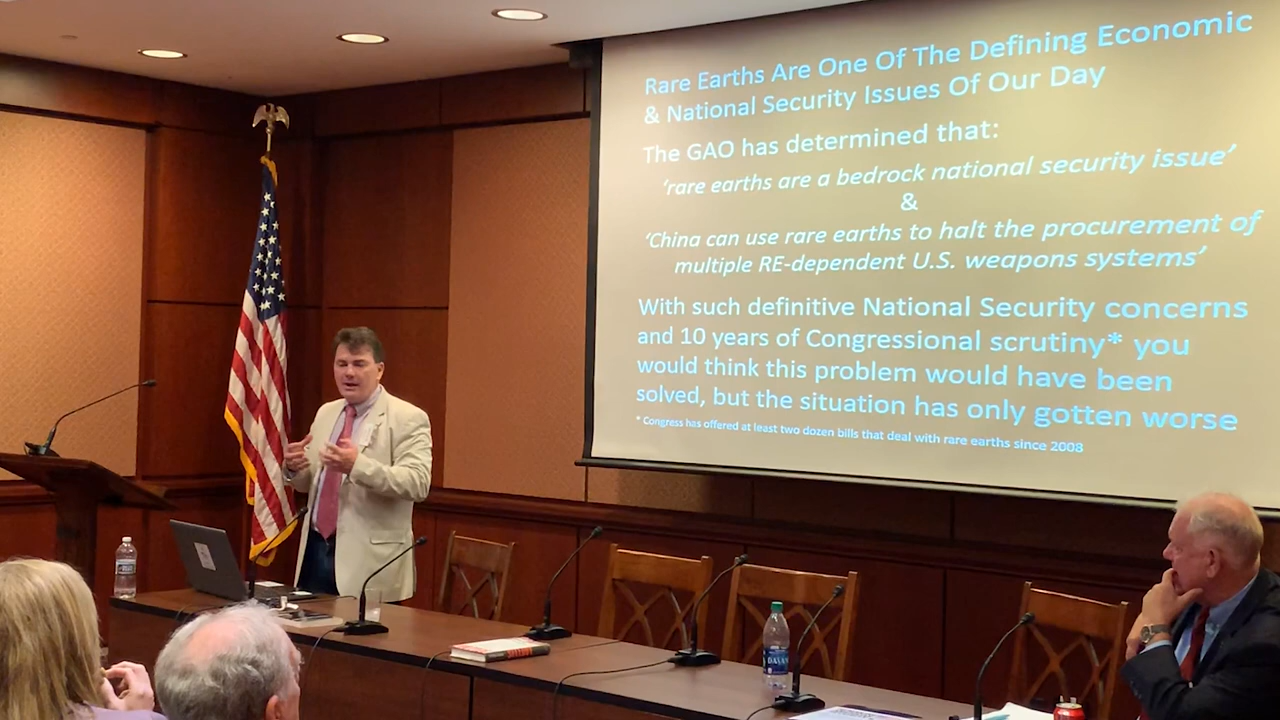 Rare Earths Are One Of The Defining Economic
& National Security Issues Of Our Day
The GAO has determined that:
‘rare earths are a bedrock national security issue’
&
‘China can use rare earths to halt the procurement of
multiple RE-dependent U.S. weapons systems’
With such definitive National Security concerns
and 10 years of Congressional scrutiny* you
would think this problem would have been
solved, but the situation has only gotten worse
* Congress has offered at least two dozen bills that deal with rare earths since 2008
DASANI